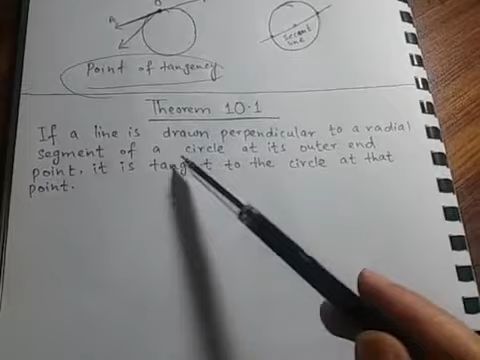 A
B
secent
line
Point of tangency
Theorem 10.1
If a line is drawn perpendicular to a radial
segment of a circle at its outer end
point, it is tangent to the circle at that
point.